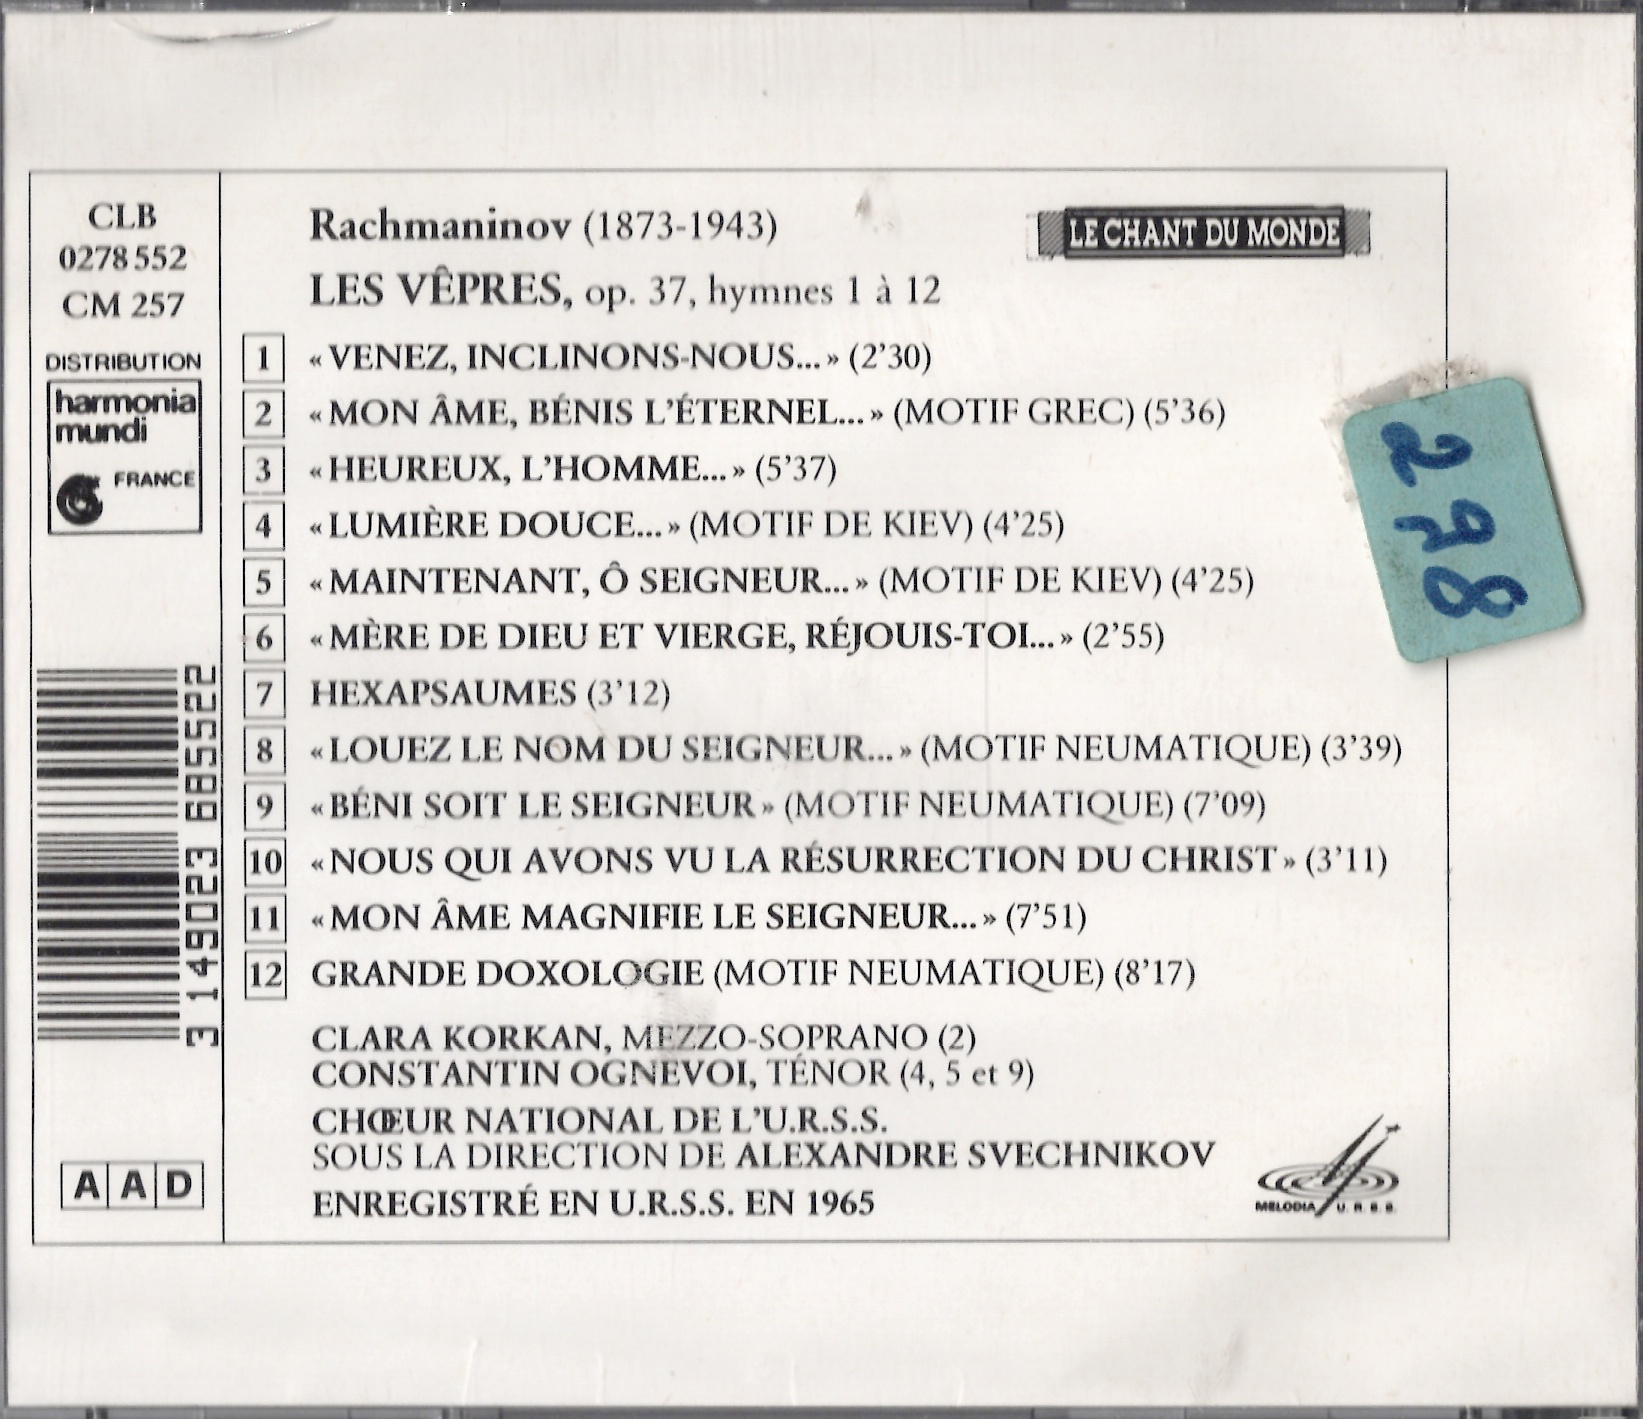 CLB
0278552
CM 257
DISTRIBUTION
harmonia
mundi
FRANCE
3 149023 685522
A A D
Rachmaninov (1873-1943)
LE CHANT DU MONDE
LES VÊPRES, op. 37, hymnes 1 à 12
1 «VENEZ, INCLINONS-NOUS...» (2'30)
2 «MON ÂME, BÉNIS L'ÉTERNEL...» (MOTIF GREC) (5'36)
3 «HEUREUX, L'HOMME...» (5'37)
4 «LUMIÈRE DOUCE...» (MOTIF DE KIEV) (4'25)
5 «MAINTENANT, Ô SEIGNEUR...» (MOTIF DE KIEV) (4'25)
6 «MÈRE DE DIEU ET VIERGE, RÉJOUIS-TOI...» (2'55)
7 HEXAPSAUMES (3'12)
8 «LOUEZ LE NOM DU SEIGNEUR...» (MOTIF NEUMATIQUE) (3'39)
9 «BÉNI SOIT LE SEIGNEUR» (MOTIF NEUMATIQUE) (7'09)
10 «NOUS QUI AVONS VU LA RÉSURRECTION DU CHRIST» (3'11)
11 «MON ÂME MAGNIFIE LE SEIGNEUR...» (7'51)
12 GRANDE DOXOLOGIE (MOTIF NEUMATIQUE) (8'17)
CLARA KORKAN, MEZZO-SOPRANO (2)
CONSTANTIN OGNEVOI, TÉNOR (4, 5 et 9)
CHŒUR NATIONAL DE L'U.R.S.S.
SOUS LA DIRECTION DE ALEXANDRE SVECHNIKOV
ENREGISTRÉ EN U.R.S.S. EN 1965
MELODIA U.R.S.S.
298